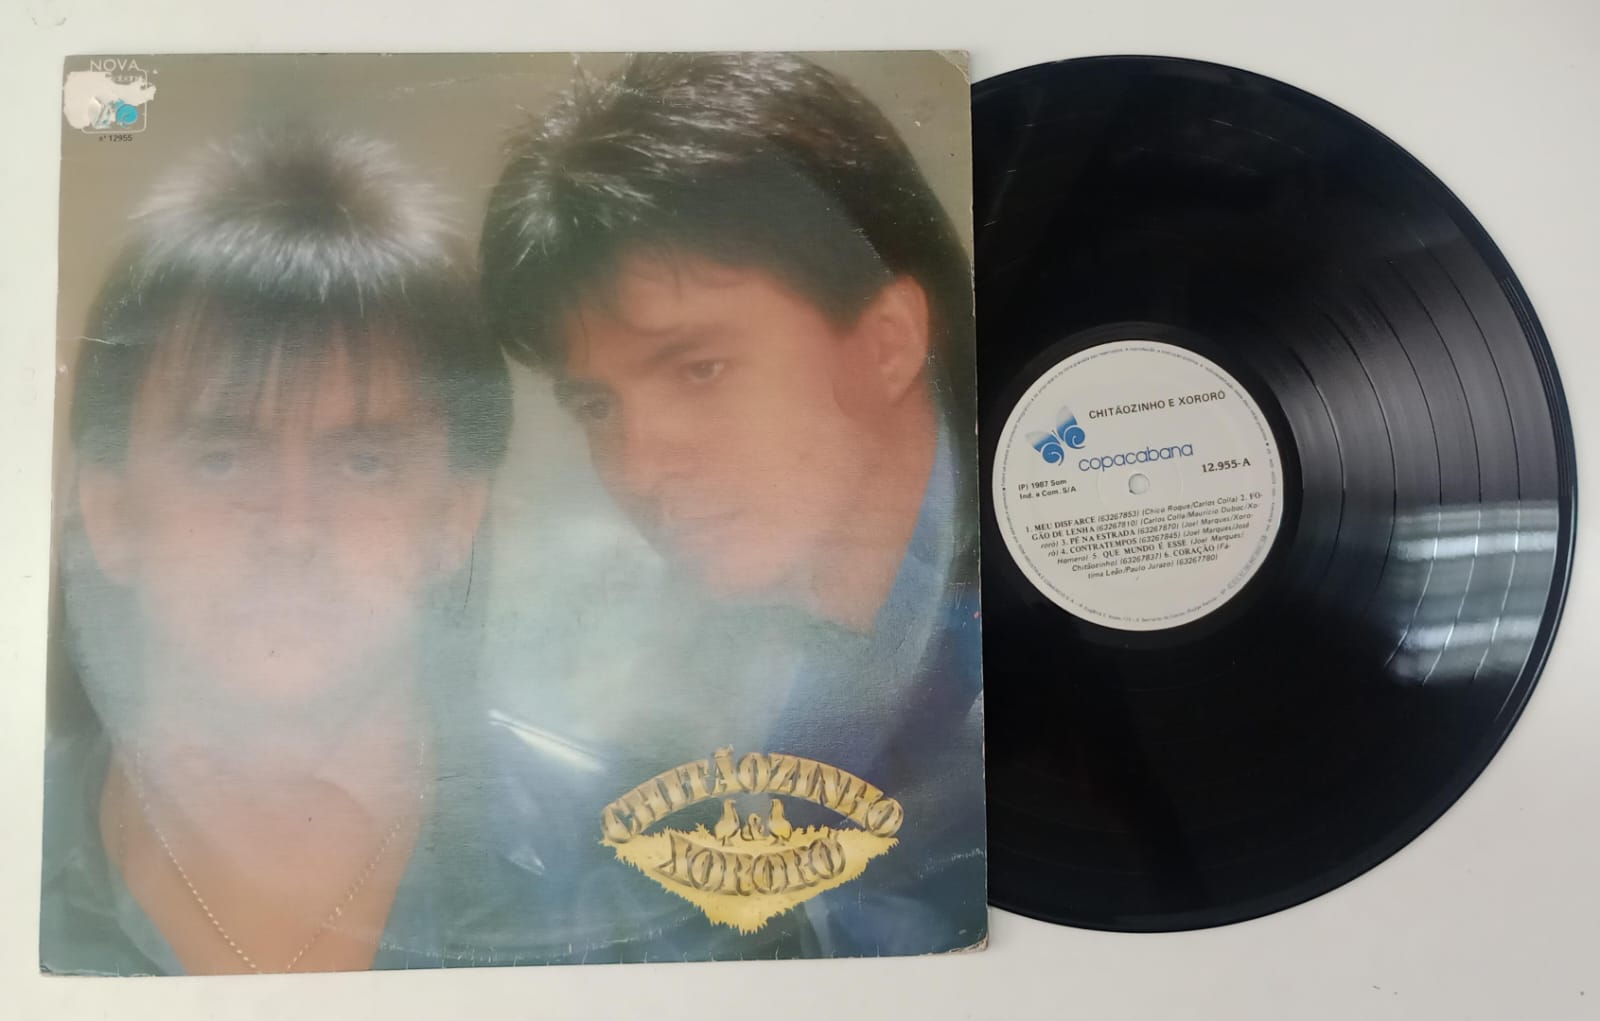 NOVA
nº 12955
CHITÃOZINHO
&
XORORÓ
CHITÃOZINHO E XORORÓ
copacabana
12.955-A
(P) 1987 Som
Ind. e Com. S/A
1. MEU DISFARCE (63267853) (Chico Roque/Carlos Colla) 2. FO-
GÃO DE LENHA (63267810) (Carlos Colla/Maurício Duboc/Xo-
roró) 3. PÉ NA ESTRADA (63267870) (Joel Marques/Xoro-
ró) 4. CONTRATEMPOS (63267845) (Joel Marques/José
Homero) 5. QUE MUNDO É ESSE (Joel Marques/
Chitãozinho) (63267837) 6. CORAÇÃO (Fá-
tima Leão/Paulo Jurazo) (63267780)